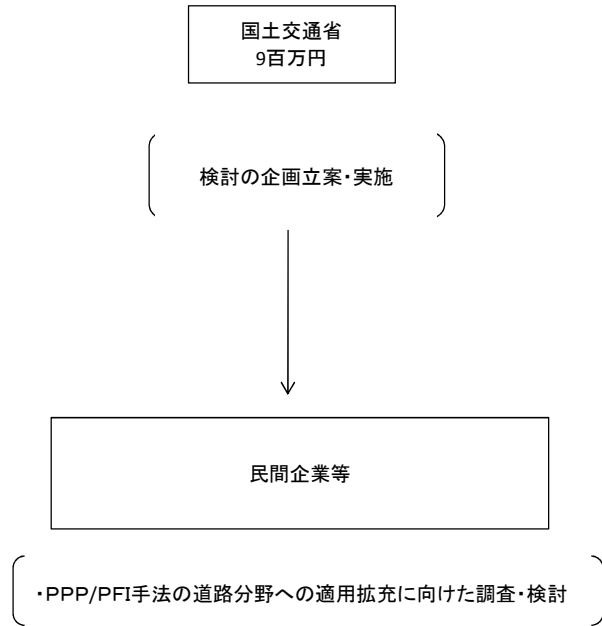 国土交通省
9百万円
検討の企画立案・実施
民間企業等
・PPP/PFI手法の道路分野への適用拡充に向けた調査・検討